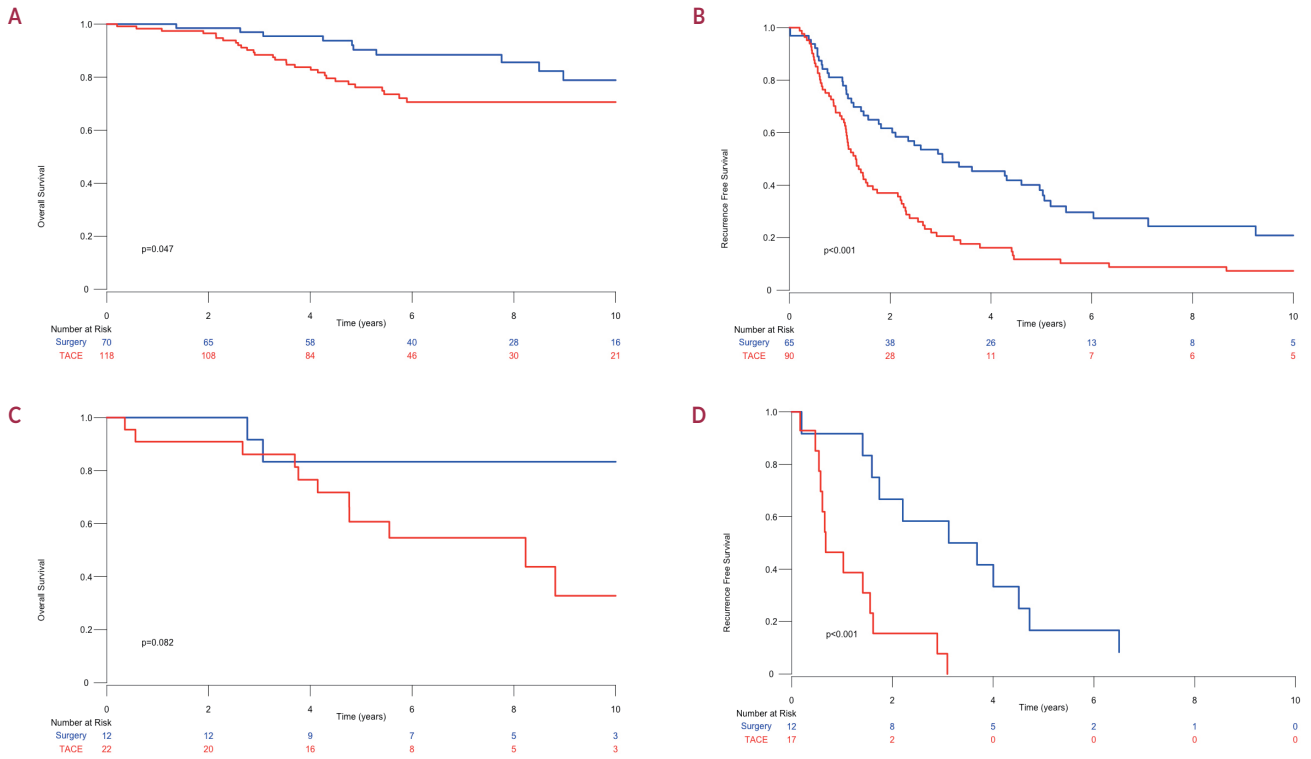 A
1.0
0.8
0.6
0.4
0.2
0
Overall Survival
p=0.047
0 2 4 6 8 10
Time (years)
Number at Risk
Surgery 70 65 58 40 28 16
TACE 118 108 84 46 30 21
B
1.0
0.8
0.6
0.4
0.2
0
Recurrence Free Survival
p<0.001
0 2 4 6 8 10
Time (years)
Number at Risk
Surgery 65 38 26 13 8 5
TACE 90 28 11 7 6 5
C
1.0
0.8
0.6
0.4
0.2
0
Overall Survival
p=0.082
0 2 4 6 8 10
Time (years)
Number at Risk
Surgery 12 12 9 7 5 3
TACE 22 20 16 8 5 3
D
1.0
0.8
0.6
0.4
0.2
0
Recurrence Free Survival
p<0.001
0 2 4 6 8 10
Time (years)
Number at Risk
Surgery 12 8 5 2 1 0
TACE 17 2 0 0 0 0